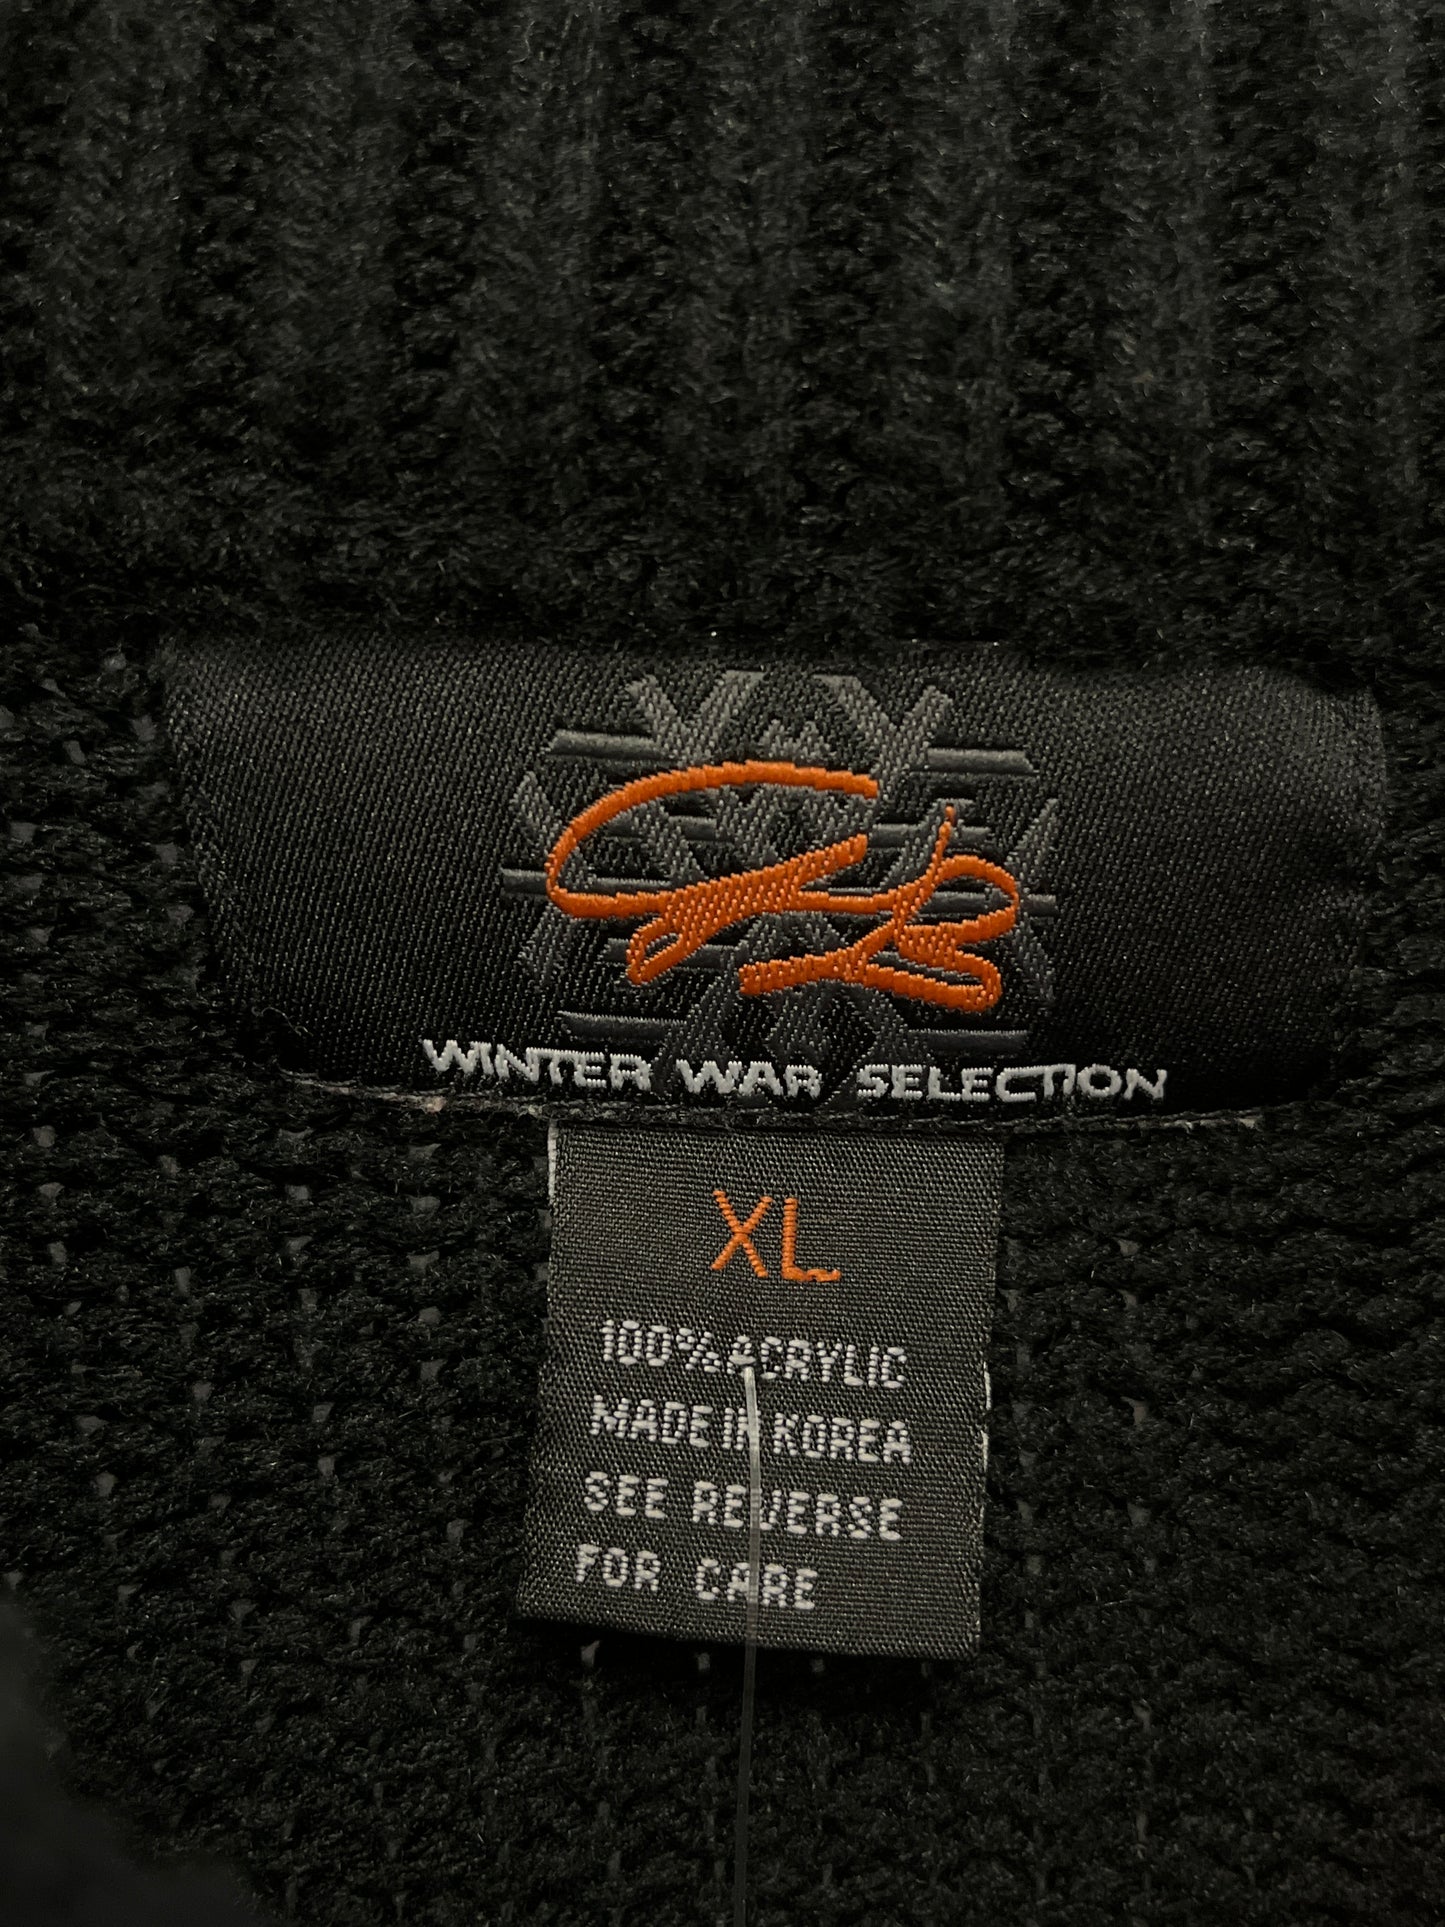 WINTER WAR SELECTION
XL
100% ACRYLIC
MADE IN KOREA
SEE REVERSE
FOR CARE